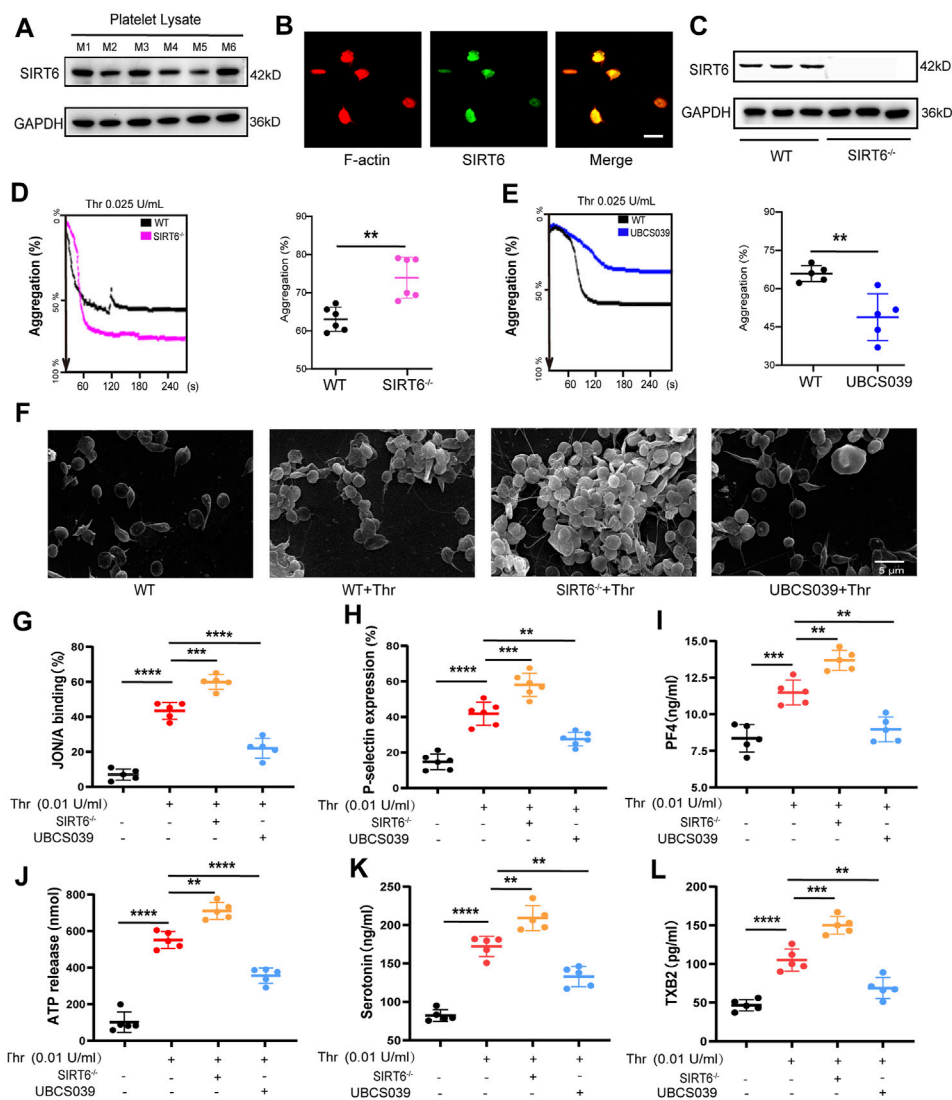 A
Platelet Lysate
M1 M2 M3 M4 M5 M6
SIRT6 42kD
GAPDH 36kD
B
F-actin SIRT6 Merge
C
SIRT6 42kD
GAPDH 36kD
WT SIRT6-/-
D
Thr 0.025 U/mL
WT
SIRT6-/-
Aggregation (%)
0 %
50 %
100 %
60 120 180 240 (s)
**
Aggregation (%)
90
80
70
60
50
WT SIRT6-/-
E
Thr 0.025 U/mL
WT
UBCS039
Aggregation (%)
0 %
50 %
100 %
60 120 180 240 (s)
**
Aggregation (%)
90
75
60
45
30
WT UBCS039
F
5 μm
WT WT+Thr SIRT6-/-+Thr UBCS039+Thr
G
****
***
****
JON/A binding (%)
80
60
40
20
0
Thr (0.01 U/ml) - + + +
SIRT6-/- - - + -
UBCS039 - - - +
H
**
***
****
P-selectin expression (%)
80
60
40
20
0
Thr (0.01 U/ml) - + + +
SIRT6-/- - - + -
UBCS039 - - - +
I
**
**
***
PF4 (ng/ml)
15.0
12.5
10.0
7.5
5.0
Thr (0.01 U/ml) - + + +
SIRT6-/- - - + -
UBCS039 - - - +
J
****
**
****
ATP releaase (nmol)
800
600
400
200
0
Thr (0.01 U/ml) - + + +
SIRT6-/- - - + -
UBCS039 - - - +
K
**
**
****
Serotonin (ng/ml)
250
200
150
100
50
Thr (0.01 U/ml) - + + +
SIRT6-/- - - + -
UBCS039 - - - +
L
**
***
****
TXB2 (pg/ml)
200
150
100
50
0
Thr (0.01 U/ml) - + + +
SIRT6-/- - - + -
UBCS039 - - - +